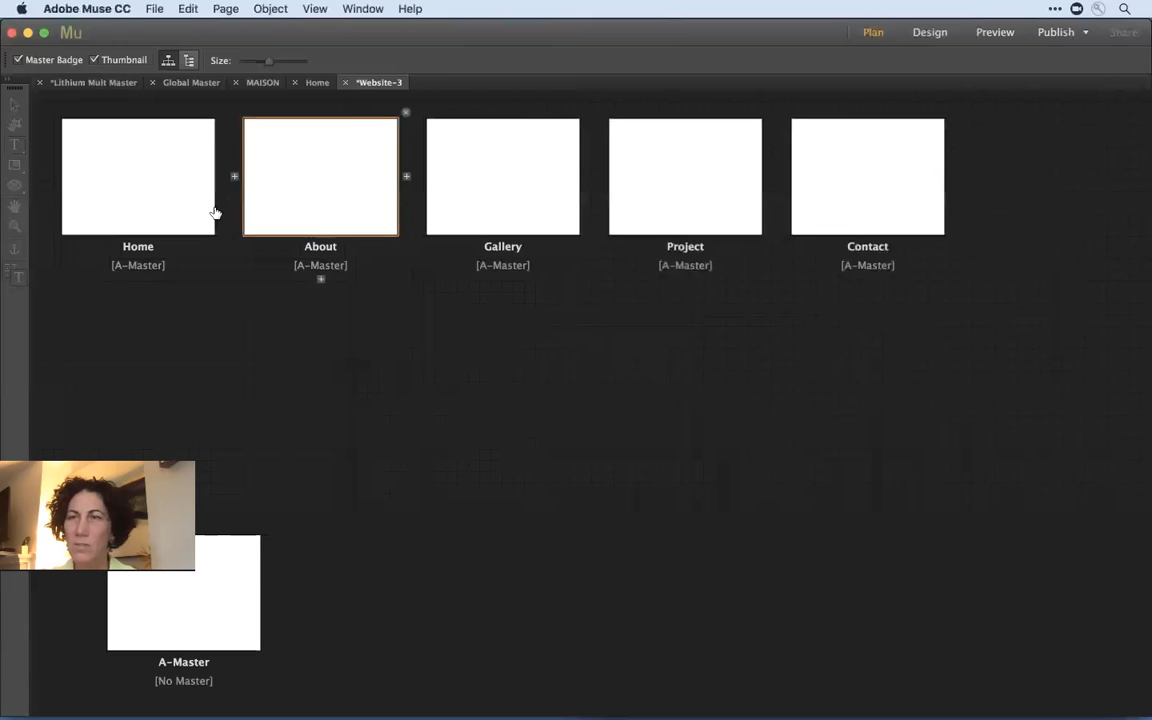 Adobe Muse CC File Edit Page Object View Window Help
Mu Plan Design Preview Publish Share
Master Badge Thumbnail Size:
*Lithium Mult Master Global Master MAISON Home *Website-3
Home About Gallery Project Contact
[A-Master] [A-Master] [A-Master] [A-Master] [A-Master]
A-Master
[No Master]